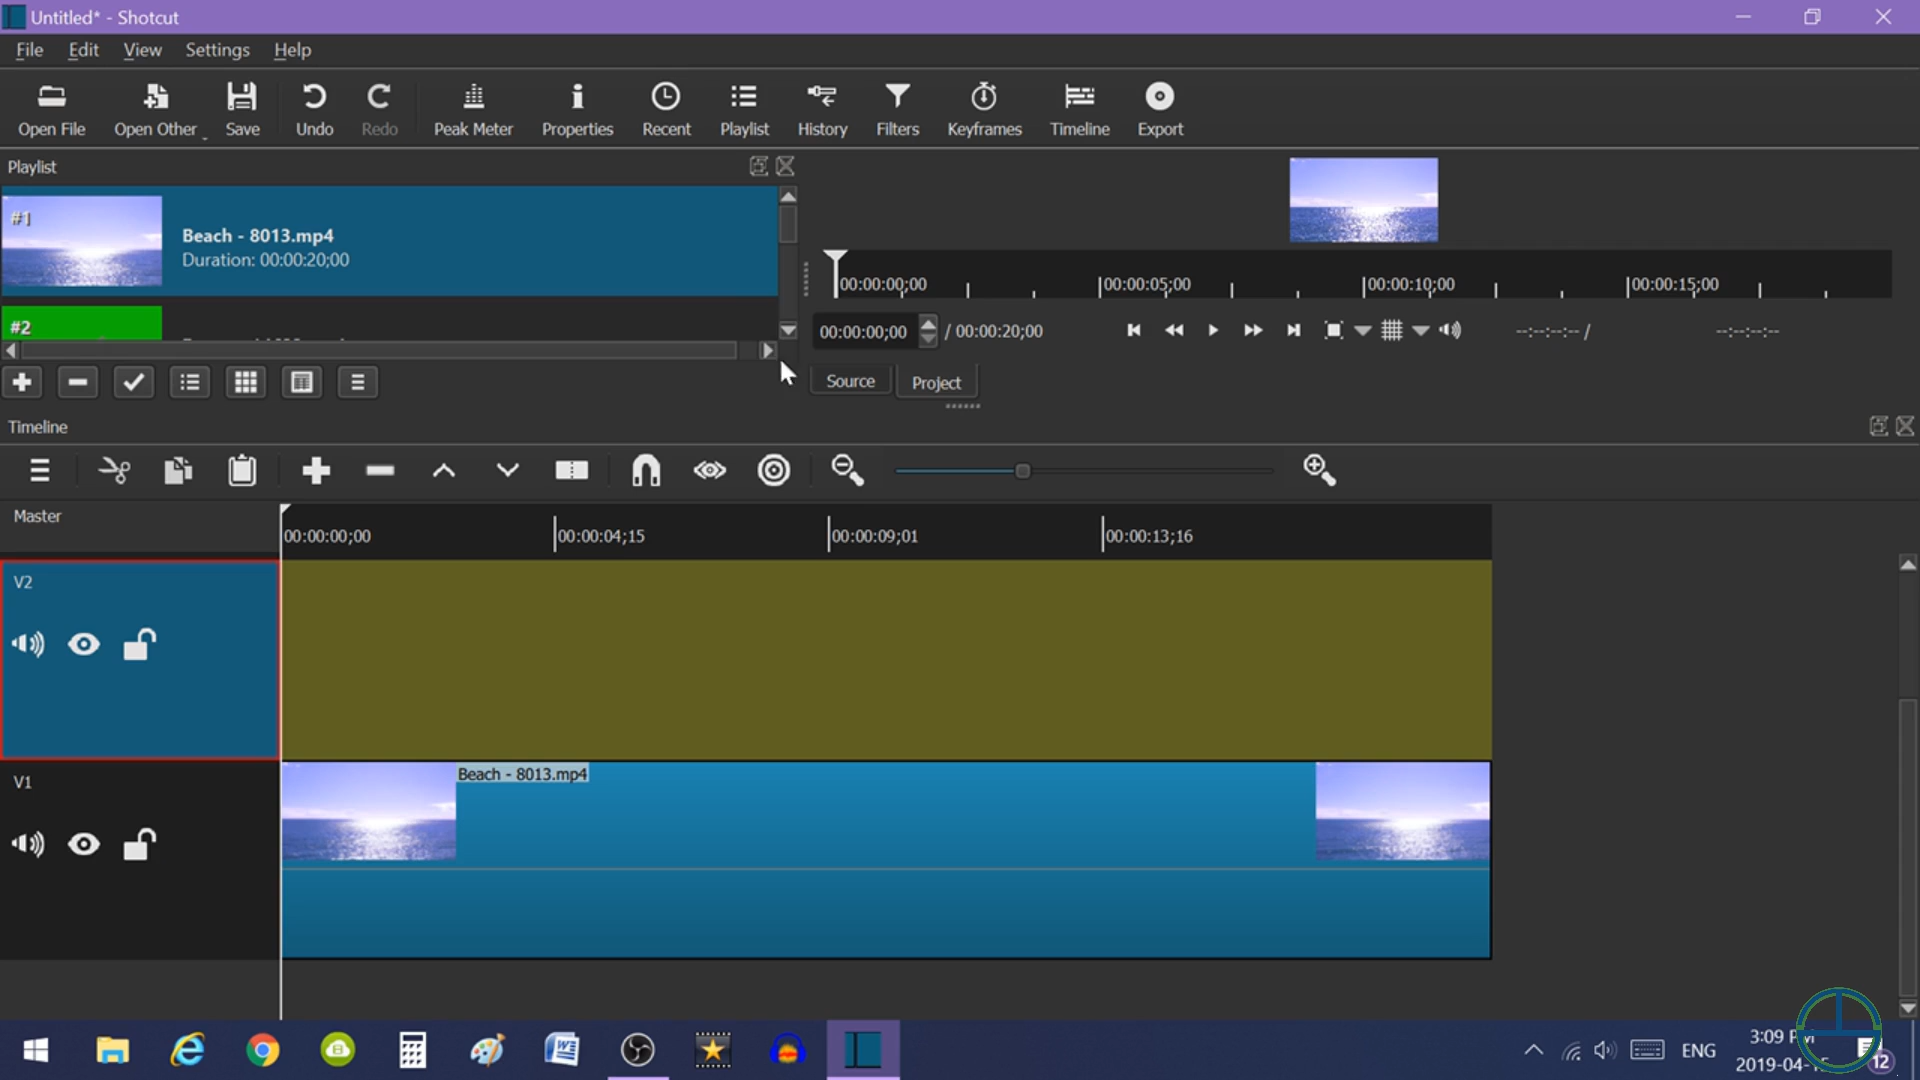 Untitled* - Shotcut
File Edit View Settings Help
Open File Open Other Save Undo Redo Peak Meter Properties Recent Playlist History Filters Keyframes Timeline Export
Playlist
#1
Beach - 8013.mp4
Duration: 00:00:20;00
#2
00:00:00;00 00:00:05;00 00:00:10;00 00:00:15;00
00:00:00;00 / 00:00:20;00 --:--:--:-- / --:--:--:--
Source Project
Timeline
Master
00:00:00;00 00:00:04;15 00:00:09;01 00:00:13;16
V2
V1
Beach - 8013.mp4
ENG
3:09
2019-04-
12